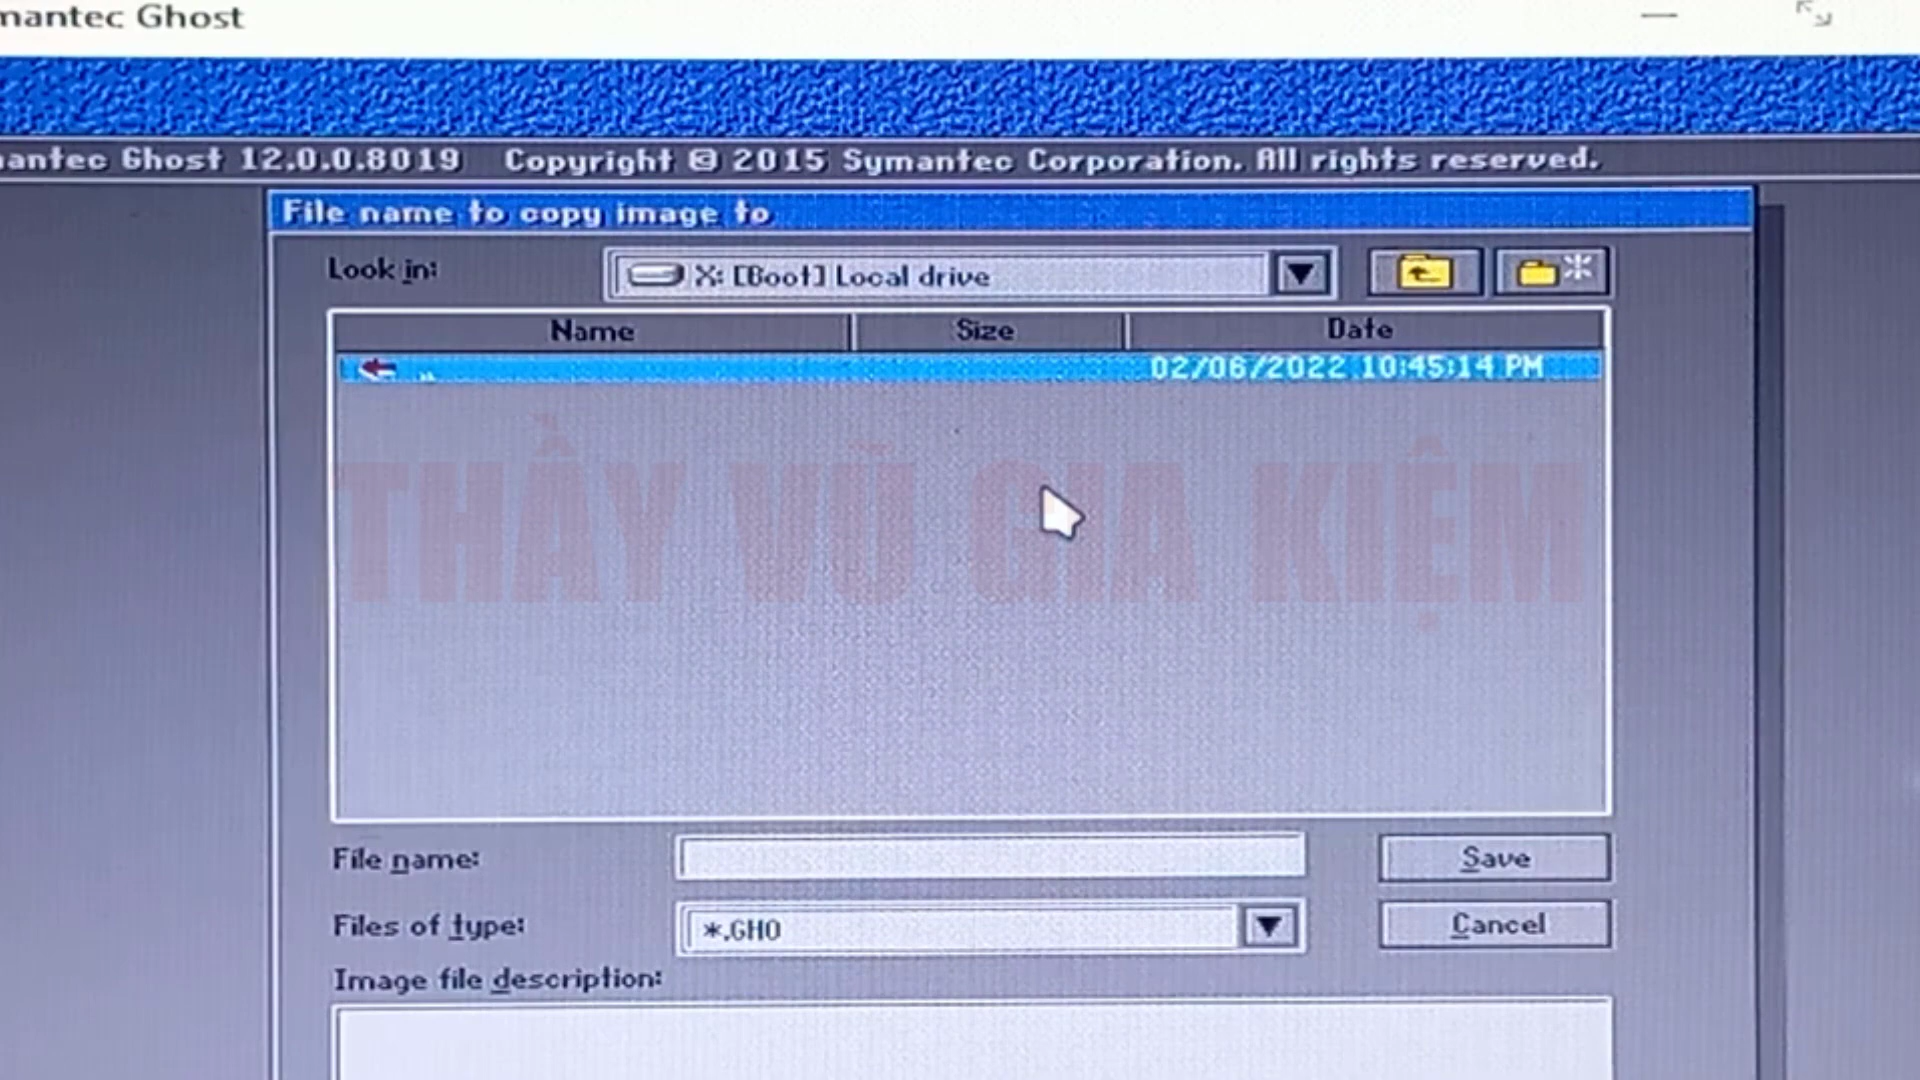 mantec Ghost
antec Ghost 12.0.0.8019 Copyright © 2015 Symantec Corporation. All rights reserved.
File name to copy image to
Look in: X: [Boot] Local drive
Name Size Date
.. 02/06/2022 10:45:14 PM
THẦY VŨ GIA KIỆM
File name: Save
Files of type: *.GHO Cancel
Image file description: